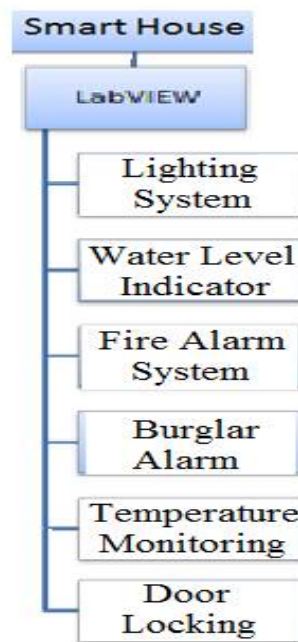 Smart House
LabVIEW
Lighting
System
Water Level
Indicator
Fire Alarm
System
Burglar
Alarm
Temperature
Monitoring
Door
Locking